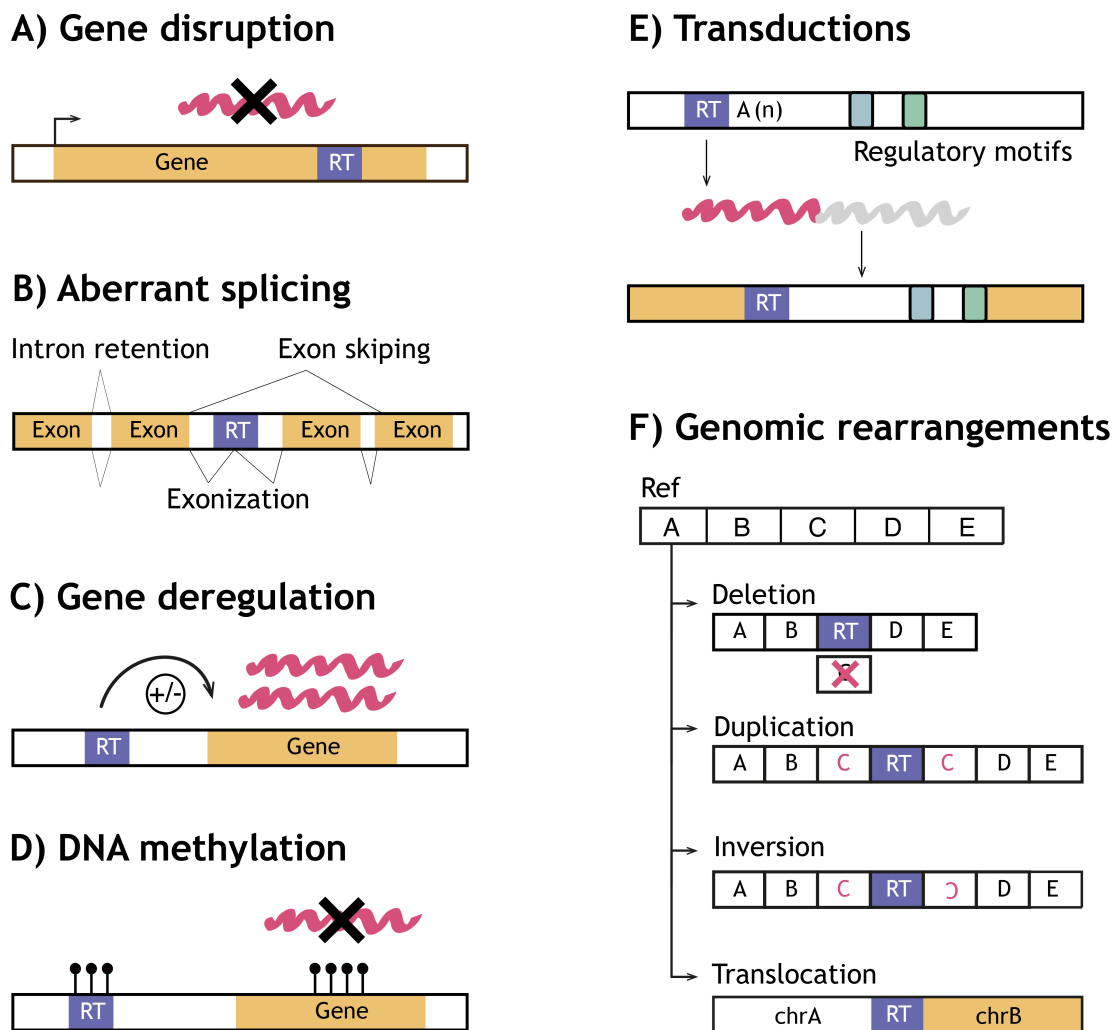 A) Gene disruption
Gene RT
B) Aberrant splicing
Intron retention Exon skiping
Exon Exon RT Exon Exon
Exonization
C) Gene deregulation
+/-
RT Gene
D) DNA methylation
RT Gene
E) Transductions
RT A (n)
Regulatory motifs
RT
F) Genomic rearrangements
Ref
A B C D E
Deletion
A B RT D E
C
Duplication
A B C RT C D E
Inversion
A B C RT C D E
Translocation
chrA RT chrB